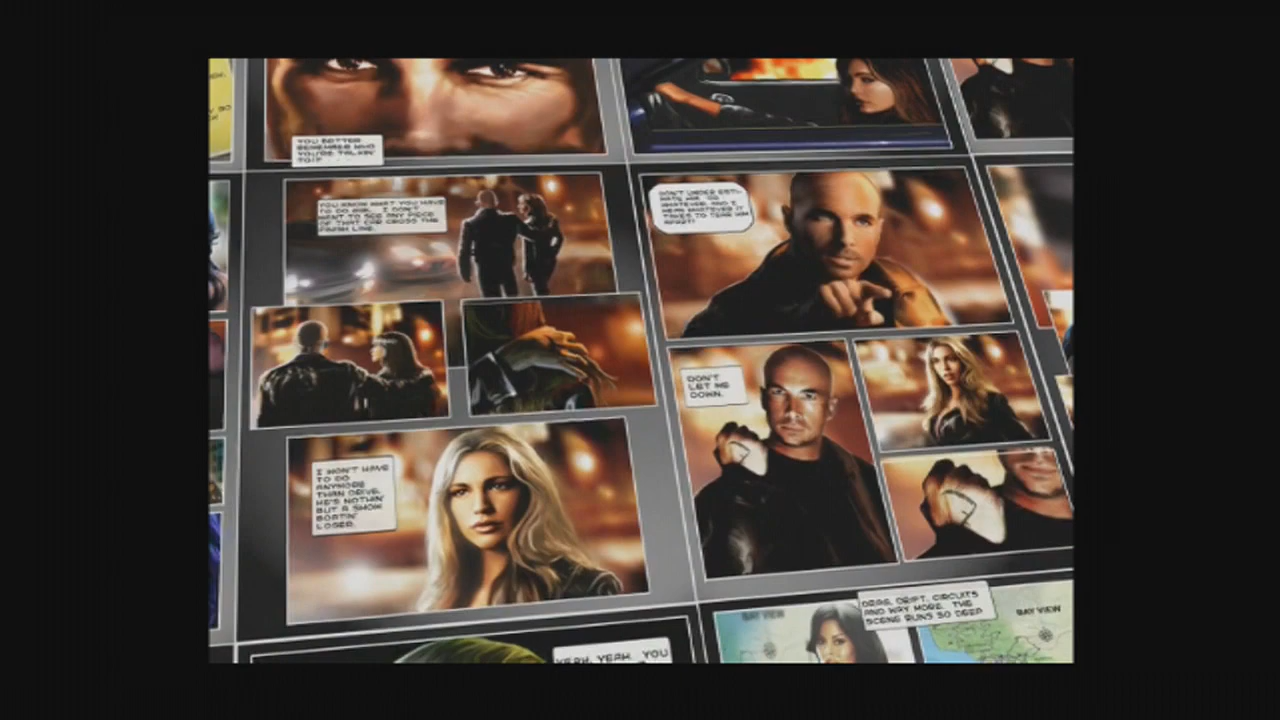 YOU BETTER
REMEMBER WHO
YOU'RE TALKIN'
TO!?
YOU KNOW WHAT YOU HAVE
TO DO GIRL. I DON'T
WANT TO SEE ANY PIECE
OF THAT CAR CROSS THE
FINISH LINE.
I WON'T HAVE
TO DO
ANYMORE
THAN DRIVE.
HE'S NOTHIN'
BUT A SHOW
BOATIN'
LOSER.
DON'T UNDER ESTI-
MATE HIM. DO
WHATEVER, AND I
MEAN WHATEVER IT
TAKES TO TEAR HIM
APART!
DON'T
LET ME
DOWN.
YEAH, YEAH. YOU
BAY VIEW
DRAG, DRIFT, CIRCUITS
AND WAY MORE. THE
SCENE RUNS SO DEEP
BAY VIEW